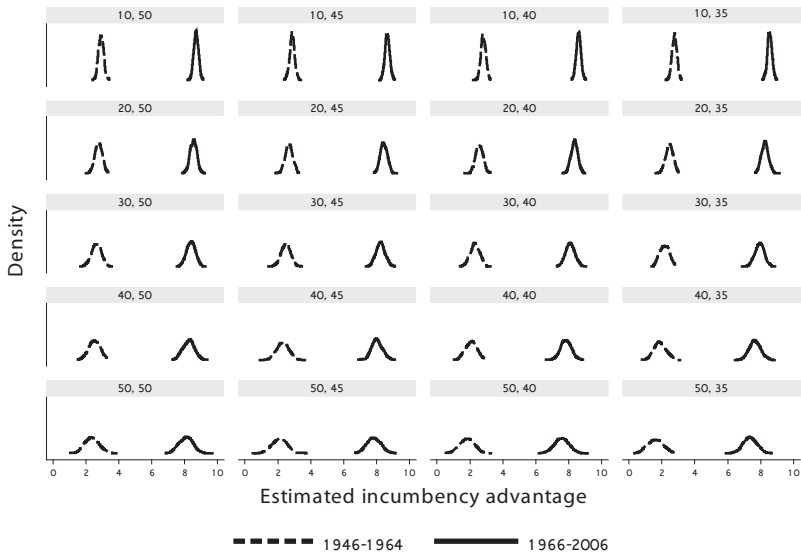 10, 50 10, 45 10, 40 10, 35
20, 50 20, 45 20, 40 20, 35
30, 50 30, 45 30, 40 30, 35
40, 50 40, 45 40, 40 40, 35
50, 50 50, 45 50, 40 50, 35
Density
0 2 4 6 8 10 0 2 4 6 8 10 0 2 4 6 8 10 0 2 4 6 8 10
Estimated incumbency advantage
1946-1964 1966-2006